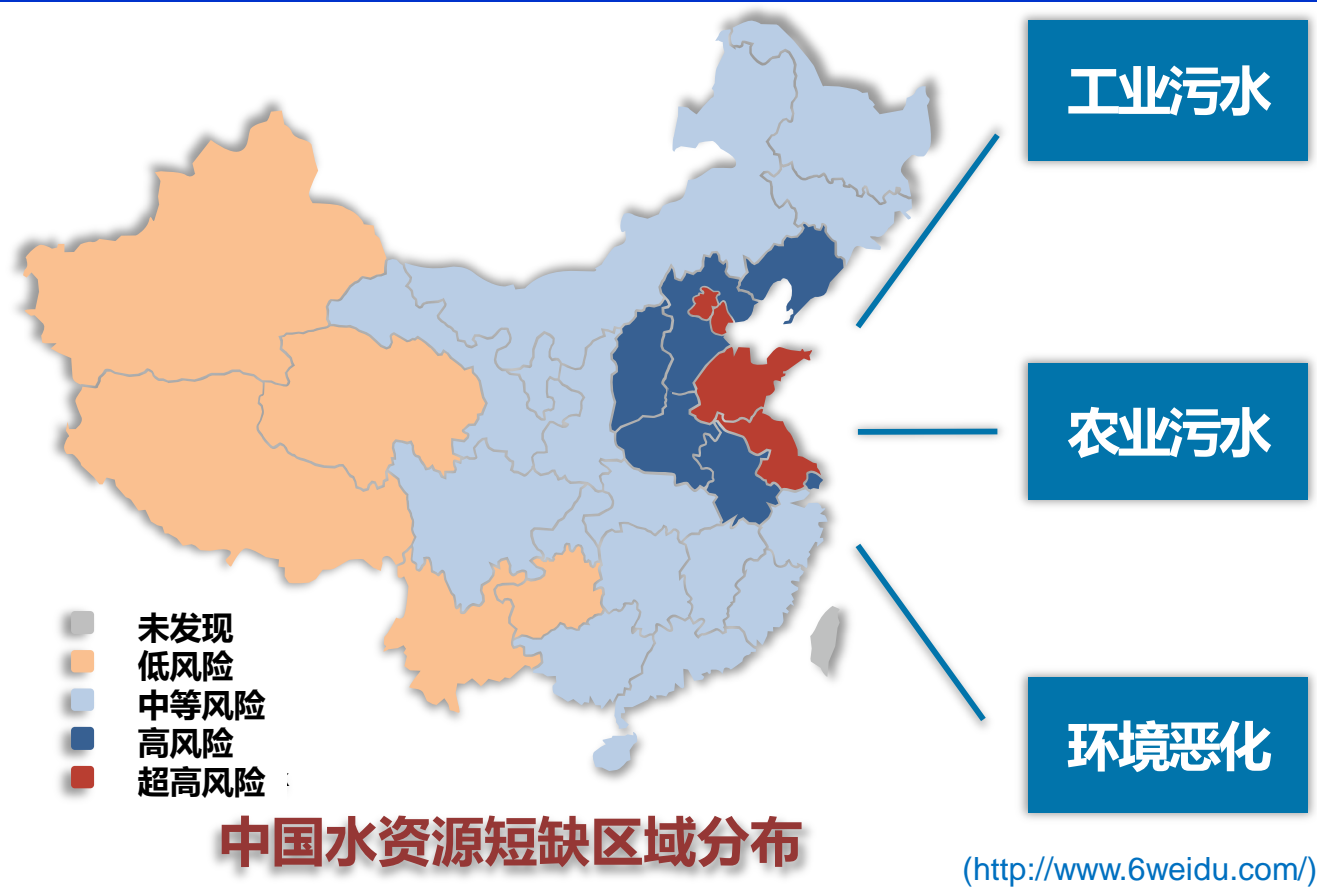 工业污水
农业污水
环境恶化
未发现
低风险
中等风险
高风险
超高风险
中国水资源短缺区域分布
(http://www.6weidu.com/)